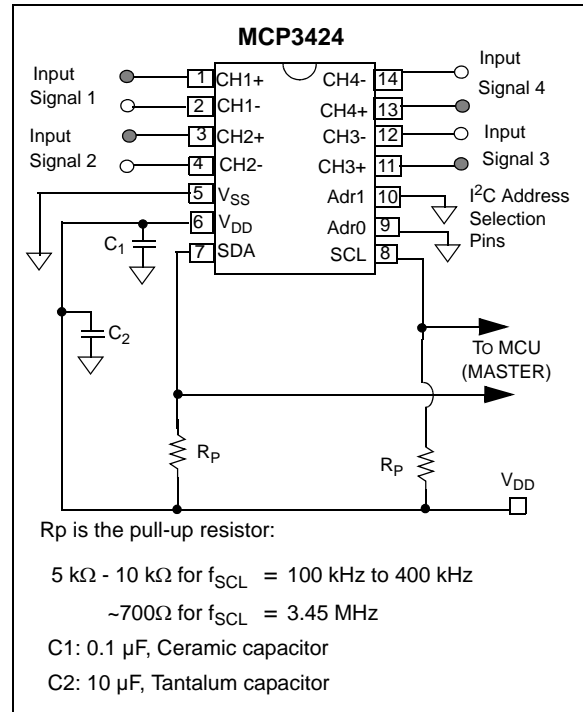 MCP3424
Input Signal 1
1 CH1+
2 CH1-
Input Signal 2
3 CH2+
4 CH2-
5 VSS
6 VDD
7 SDA
CH4- 14
CH4+ 13
Input Signal 4
CH3- 12
CH3+ 11
Input Signal 3
Adr1 10
Adr0 9
SCL 8
I²C Address
Selection
Pins
C1
C2
TO MCU
(MASTER)
RP
RP
VDD
Rp is the pull-up resistor:
5 kΩ - 10 kΩ for fSCL = 100 kHz to 400 kHz
~700Ω for fSCL = 3.45 MHz
C1: 0.1 µF, Ceramic capacitor
C2: 10 µF, Tantalum capacitor